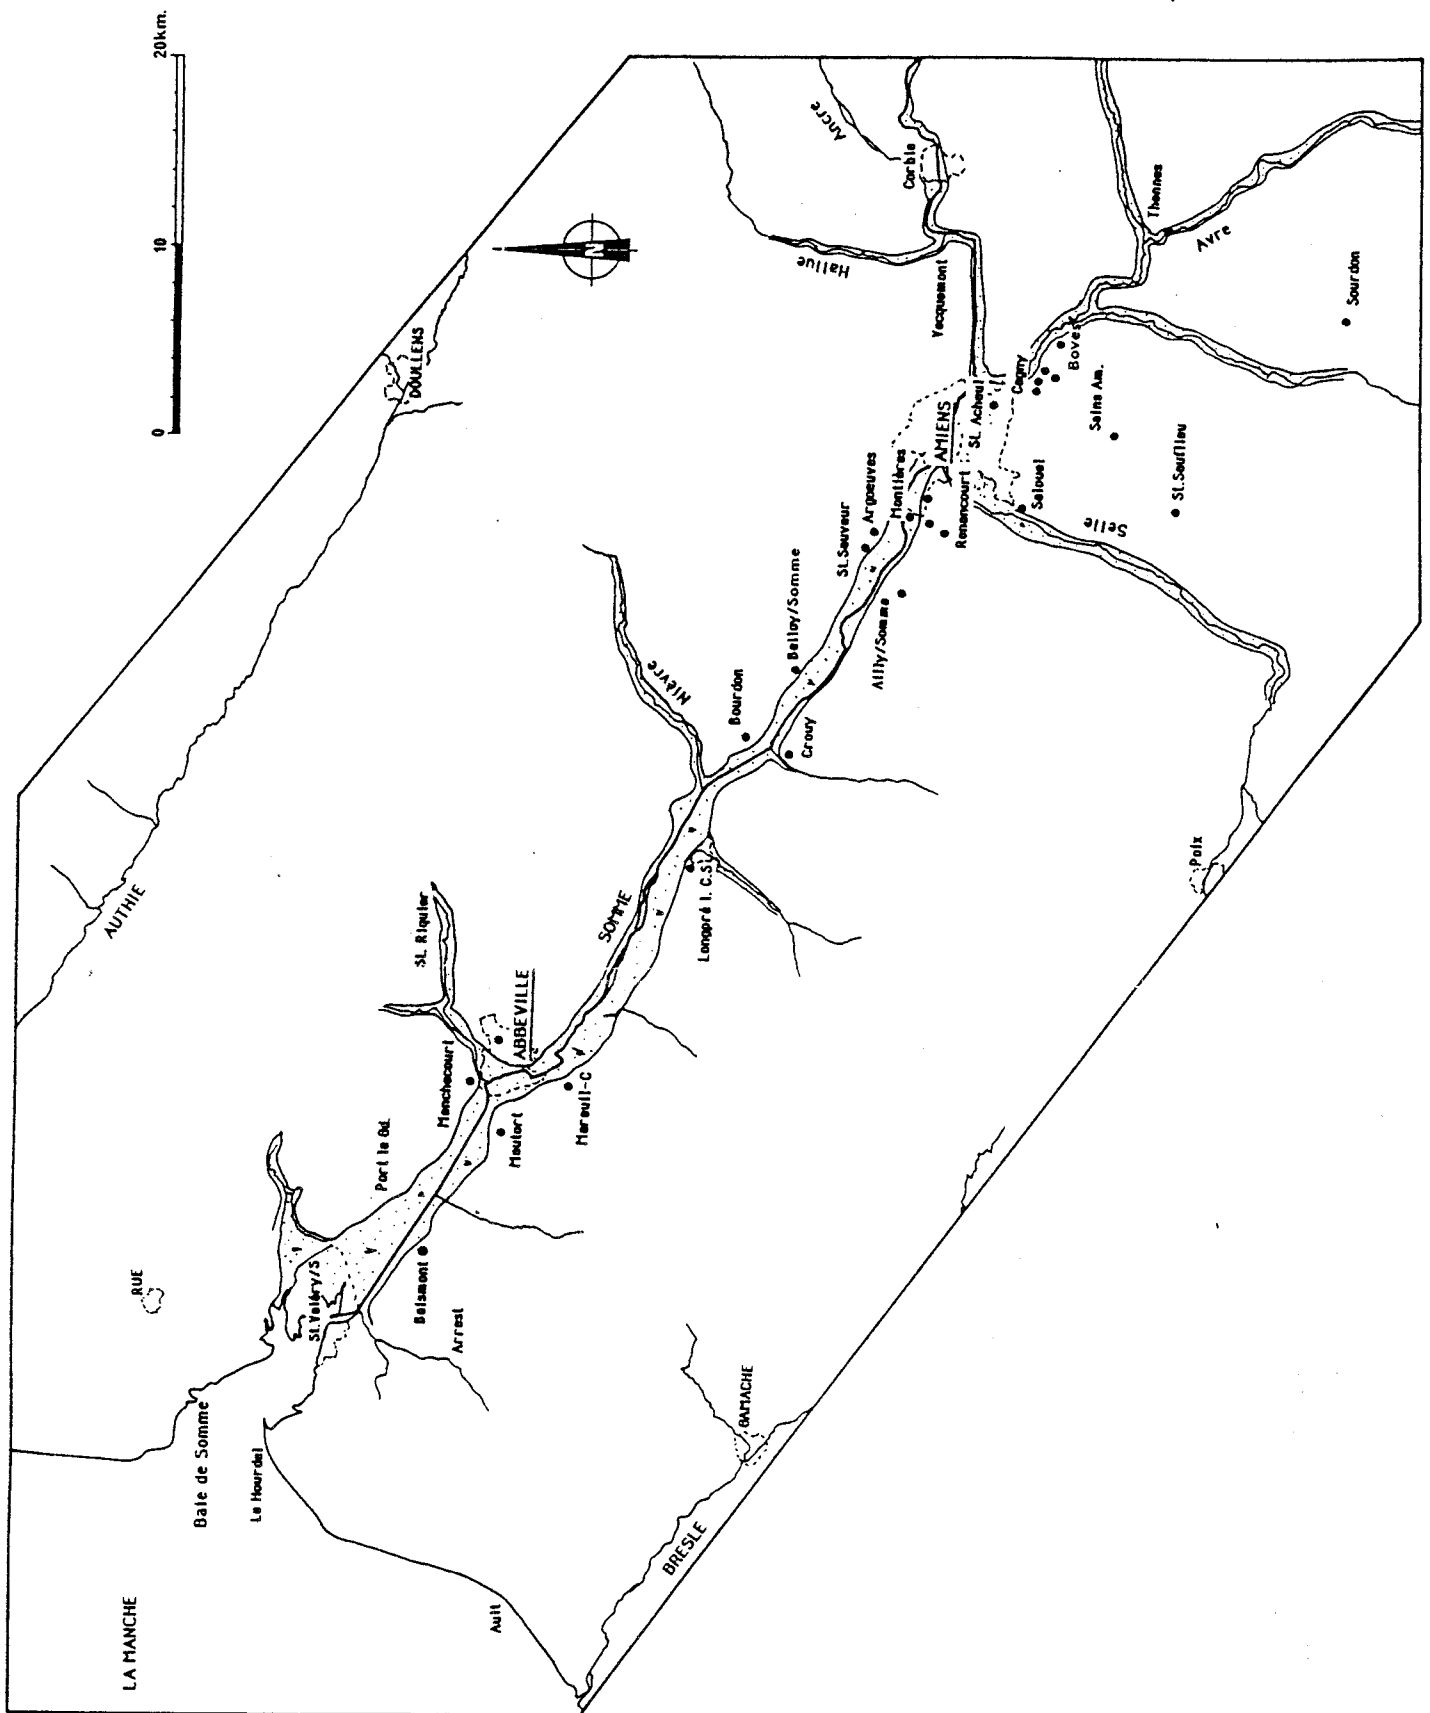 LA MANCHE
Baie de Somme
RUE
AUTHIE
0 10 20km.
DOULLENS
N
Le Hourdel
St.Valéry/S
Port le Gd.
St. Riquier
Ault
Arrest
Boismont
Menchecourt
ABBEVILLE
Moutort
Mareuil-C
SOMME
Nièvre
Hallue
Ancre
Longpré l. C.S.
Bourdon
Belloy/Somme
Crouy
St.Sauveur
Argoeuves
Ailly/Somme
Montières
AMIENS
Renancourt
St. Acheul
Vecquemont
Corbie
BRESLE
GAMACHE
Poix
Selle
Salouel
Cagny
Boves
Sains Am.
St.Sauflieu
Thennes
Avre
Sourdon